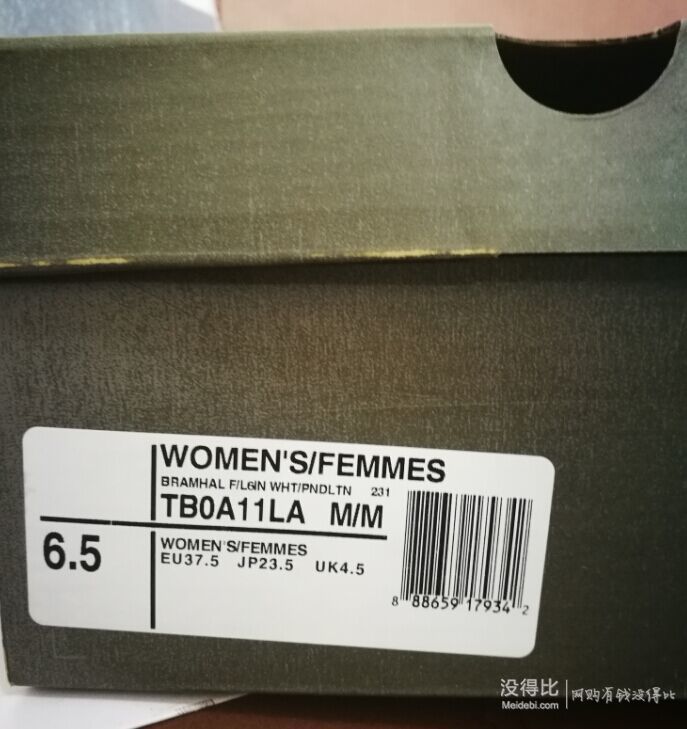 WOMEN'S/FEMMES
BRAMHAL F/LGN WHT/PNDLTN 231
TB0A11LA M/M
6.5
WOMEN'S/FEMMES
EU37.5 JP23.5 UK4.5
8 88659 17934 2
没得比 网购有钱没得比
Meidebi.com